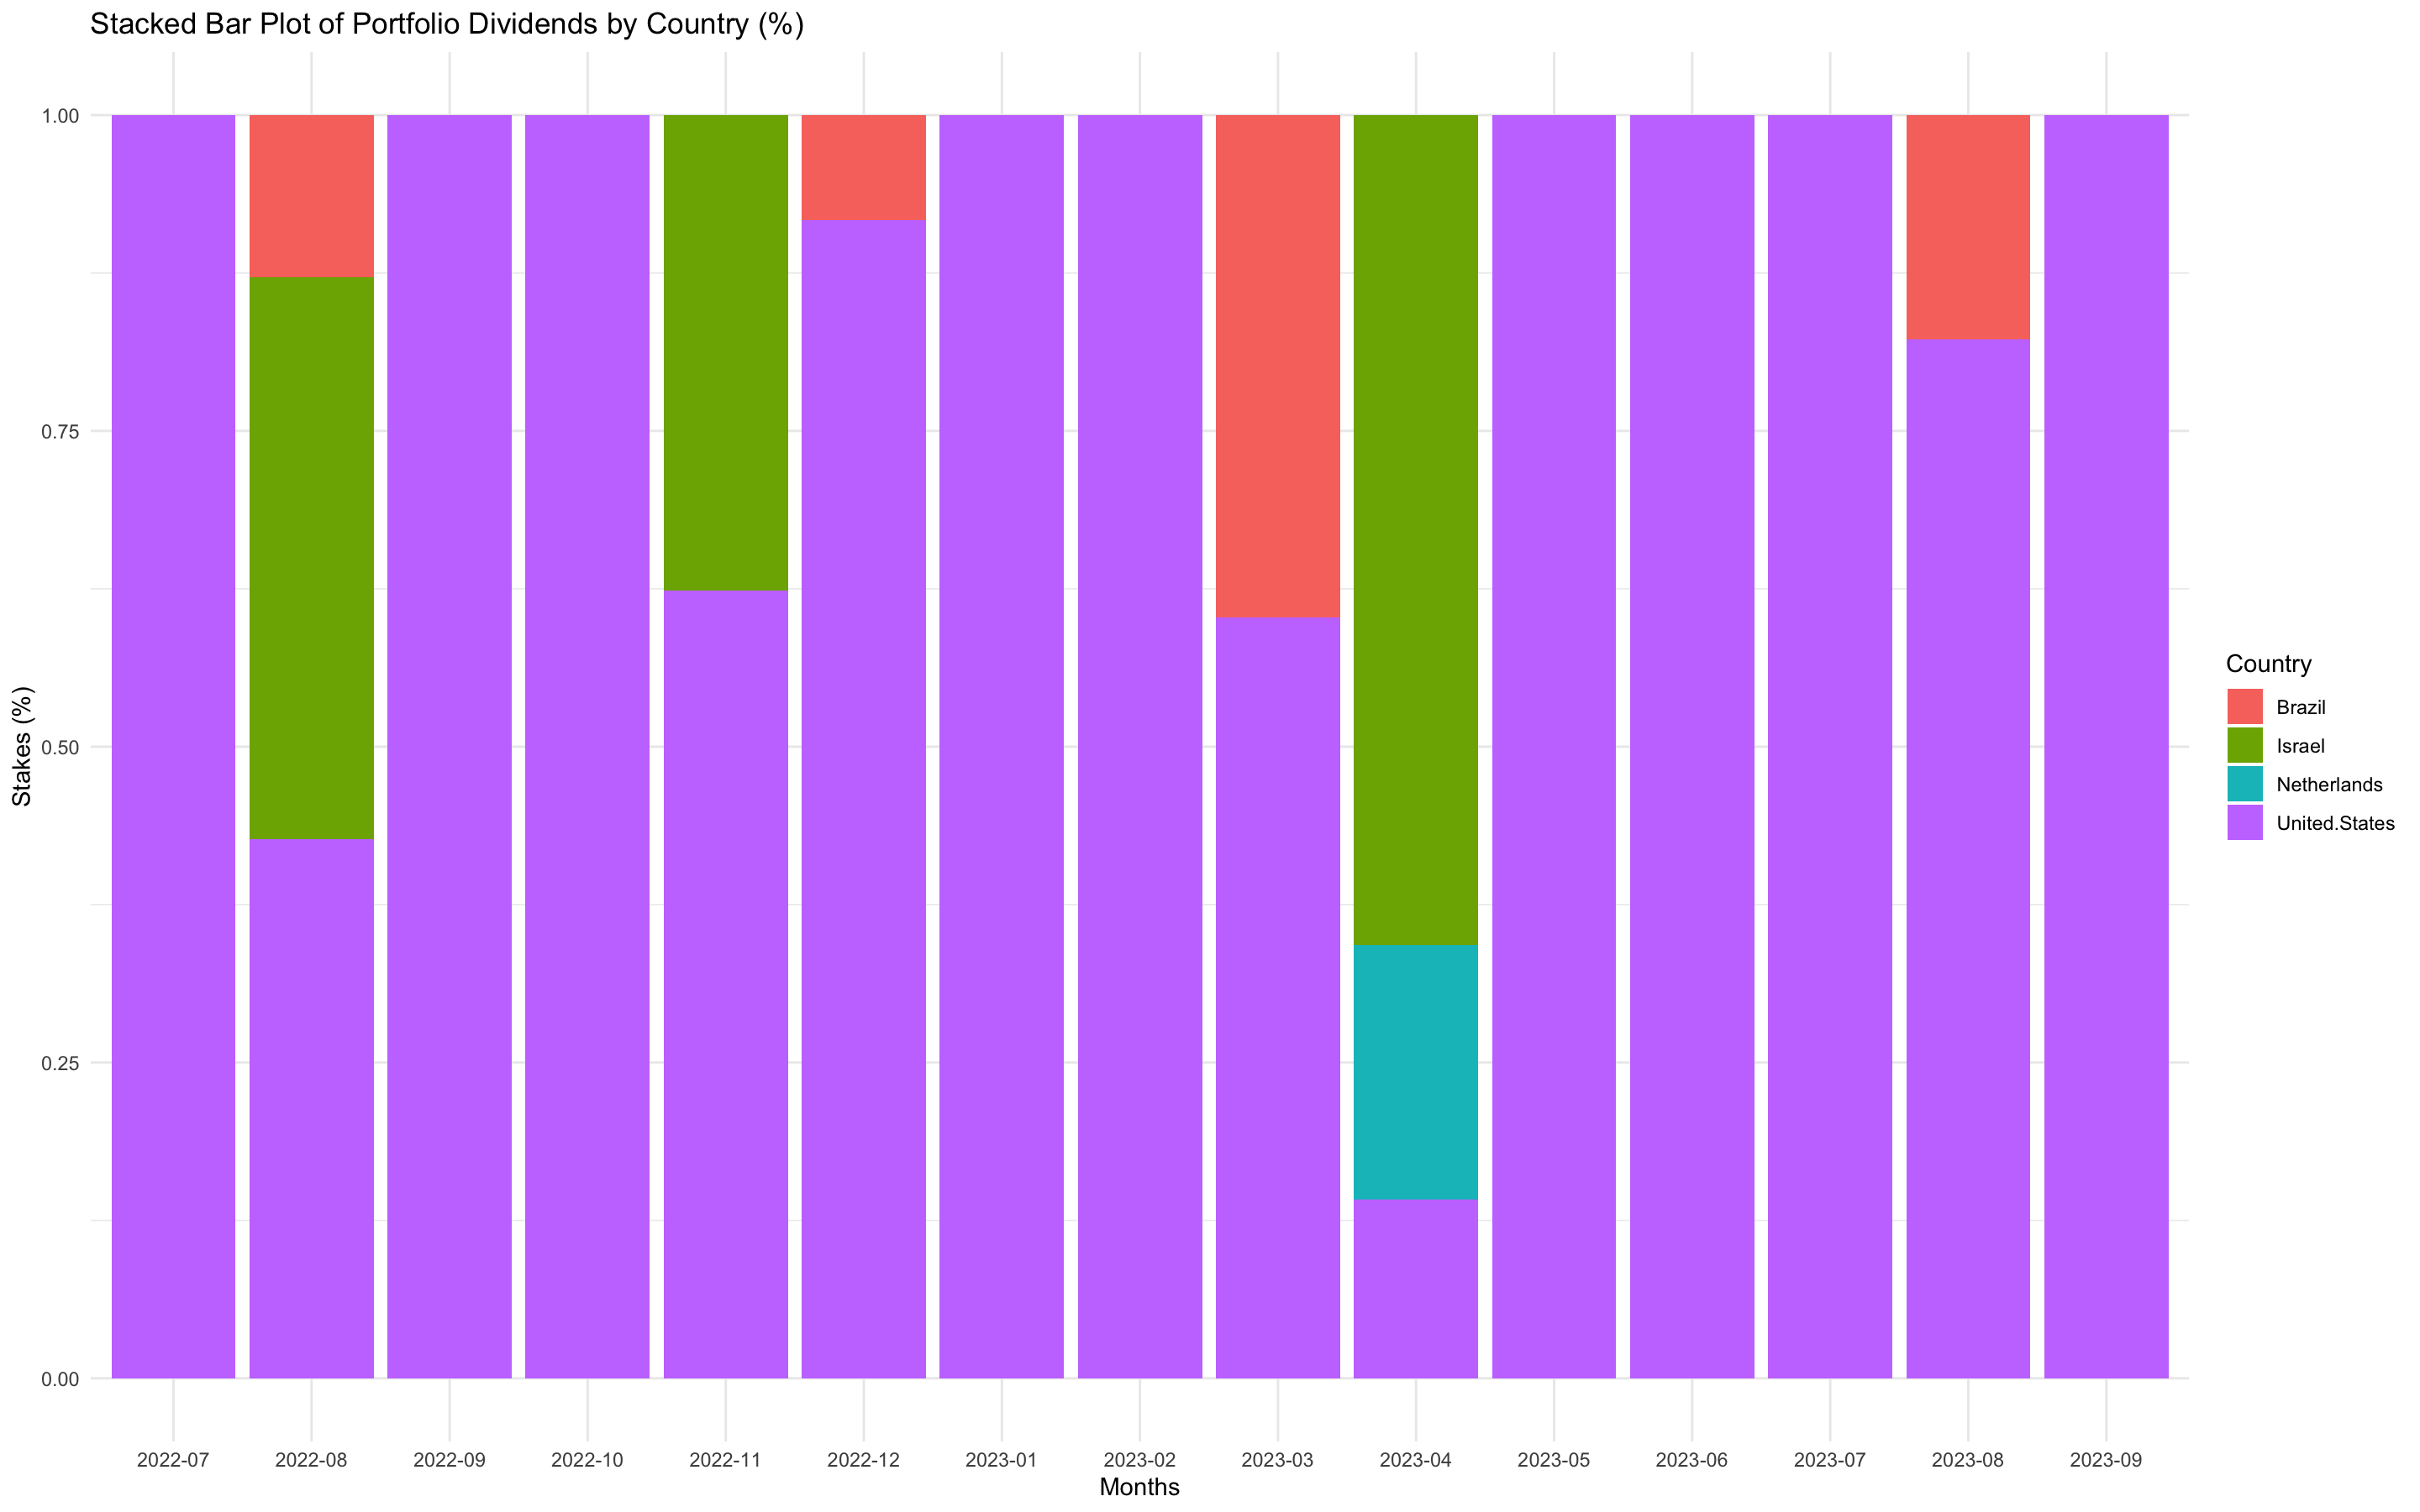 Stacked Bar Plot of Portfolio Dividends by Country (%)
1.00
0.75
0.50
0.25
0.00
Stakes (%)
2022-07 2022-08 2022-09 2022-10 2022-11 2022-12 2023-01 2023-02 2023-03 2023-04 2023-05 2023-06 2023-07 2023-08 2023-09
Months
Country
Brazil
Israel
Netherlands
United.States